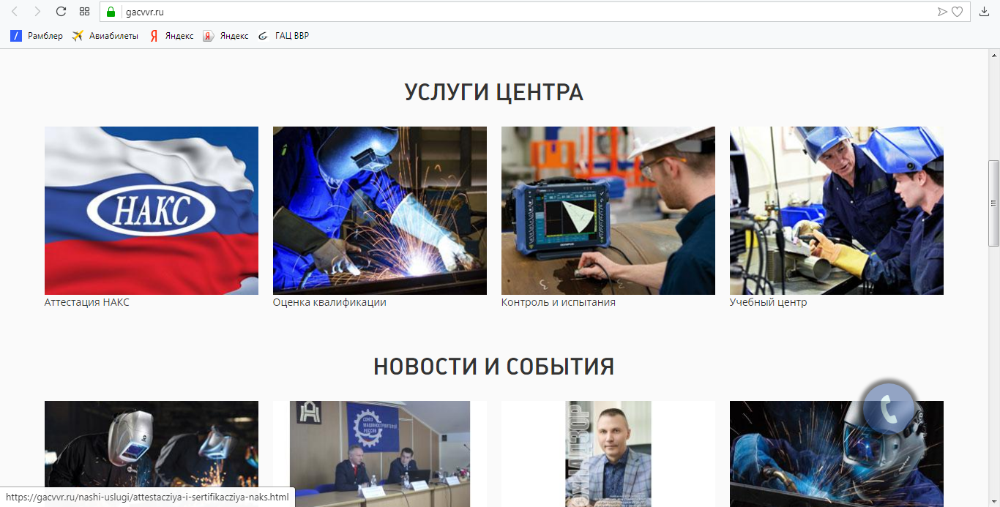 gacvvr.ru
Рамблер Авиабилеты Яндекс Яндекс ГАЦ ВВР
УСЛУГИ ЦЕНТРА
НАКС
Аттестация НАКС
Оценка квалификации
Контроль и испытания
Учебный центр
НОВОСТИ И СОБЫТИЯ
СОЮЗ
МАШИНОСТРОИТЕЛЕЙ
РОССИИ
ТЕХНАДЗОР
https://gacvvr.ru/nashi-uslugi/attestacziya-i-sertifikacziya-naks.html